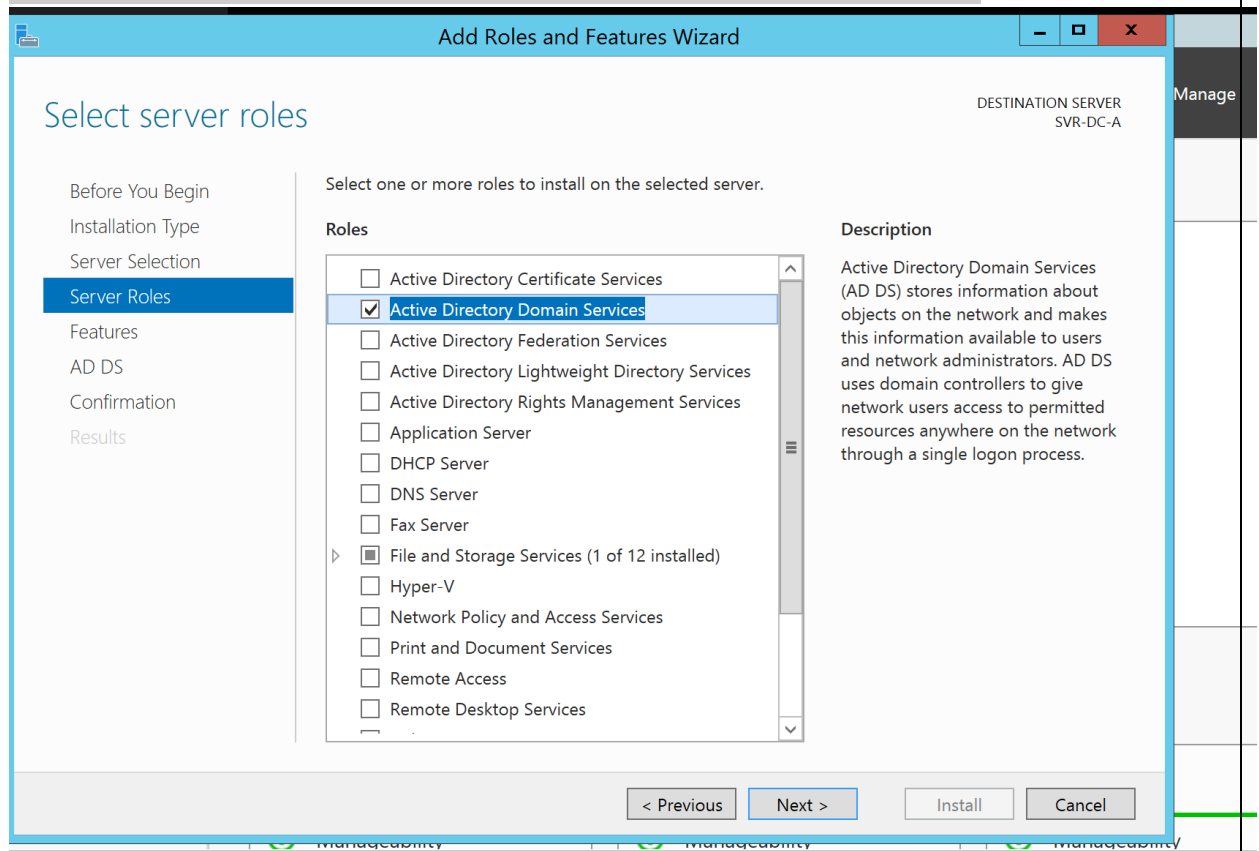 Add Roles and Features Wizard
Select server roles
DESTINATION SERVER
SVR-DC-A
Manage
Before You Begin
Installation Type
Server Selection
Server Roles
Features
AD DS
Confirmation
Results
Select one or more roles to install on the selected server.
Roles
Active Directory Certificate Services
Active Directory Domain Services
Active Directory Federation Services
Active Directory Lightweight Directory Services
Active Directory Rights Management Services
Application Server
DHCP Server
DNS Server
Fax Server
File and Storage Services (1 of 12 installed)
Hyper-V
Network Policy and Access Services
Print and Document Services
Remote Access
Remote Desktop Services
Description
Active Directory Domain Services
(AD DS) stores information about
objects on the network and makes
this information available to users
and network administrators. AD DS
uses domain controllers to give
network users access to permitted
resources anywhere on the network
through a single logon process.
< Previous
Next >
Install
Cancel
Manageability
Manageability
Manageability